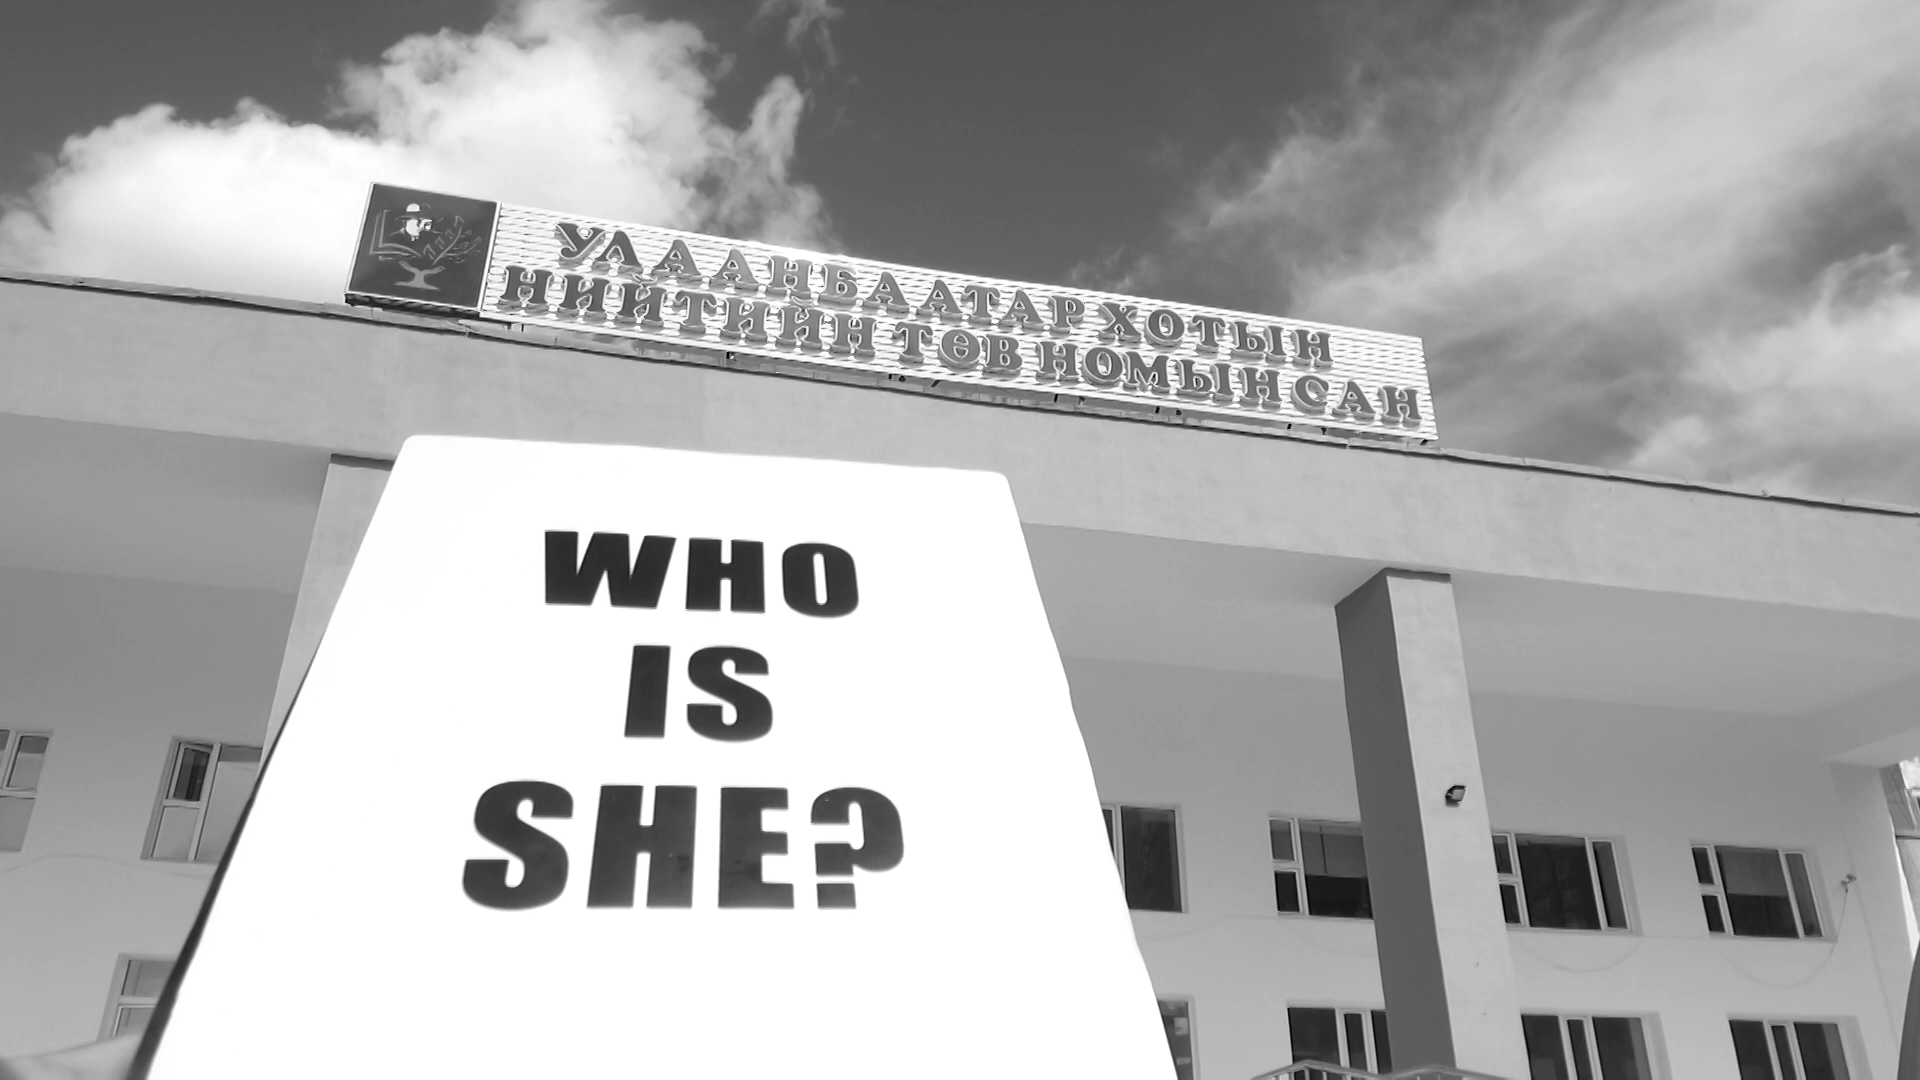 УЛААНБААТАР ХОТЫН
НИЙТИЙН ТӨВ НОМЫН САН
WHO
IS
SHE?